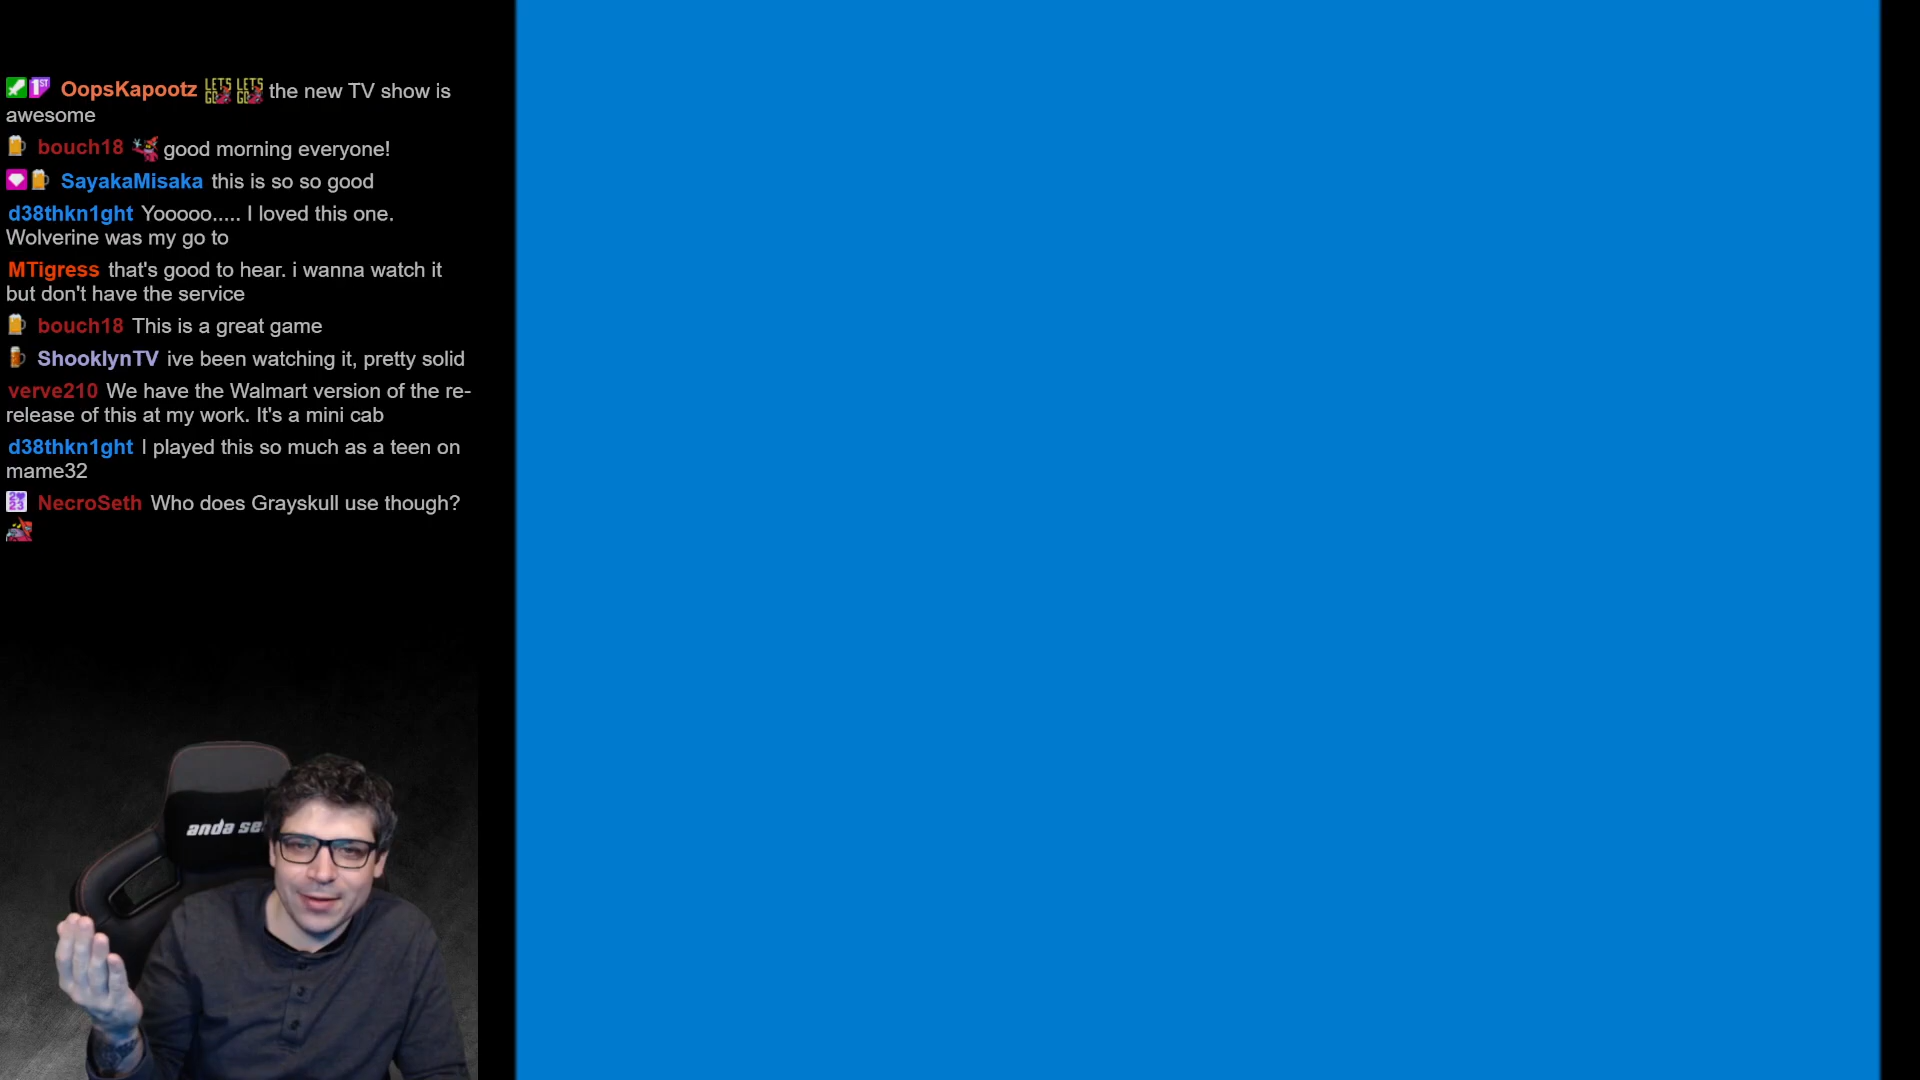 OopsKapootz LETS GO LETS GO the new TV show is
awesome
bouch18 good morning everyone!
SayakaMisaka this is so so good
d38thkn1ght Yooooo..... I loved this one.
Wolverine was my go to
MTigress that's good to hear. i wanna watch it
but don't have the service
bouch18 This is a great game
ShooklynTV ive been watching it, pretty solid
verve210 We have the Walmart version of the re-
release of this at my work. It's a mini cab
d38thkn1ght I played this so much as a teen on
mame32
NecroSeth Who does Grayskull use though?
anda se